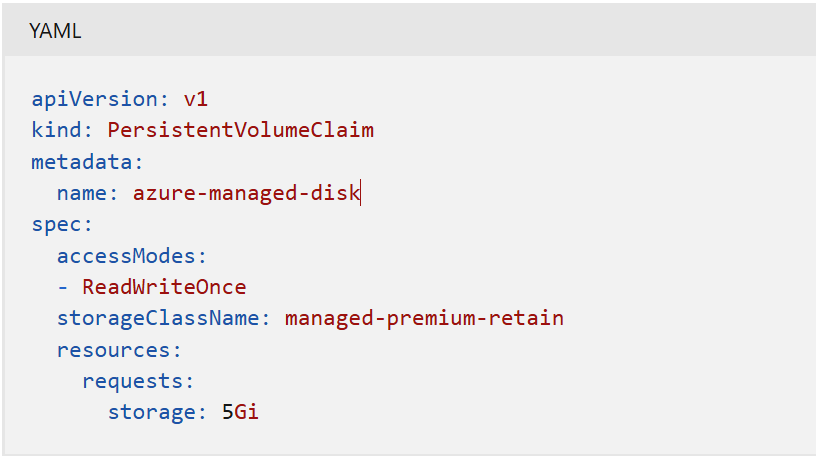 YAML
apiVersion: v1
kind: PersistentVolumeClaim
metadata:
  name: azure-managed-disk
spec:
  accessModes:
  - ReadWriteOnce
  storageClassName: managed-premium-retain
  resources:
    requests:
      storage: 5Gi